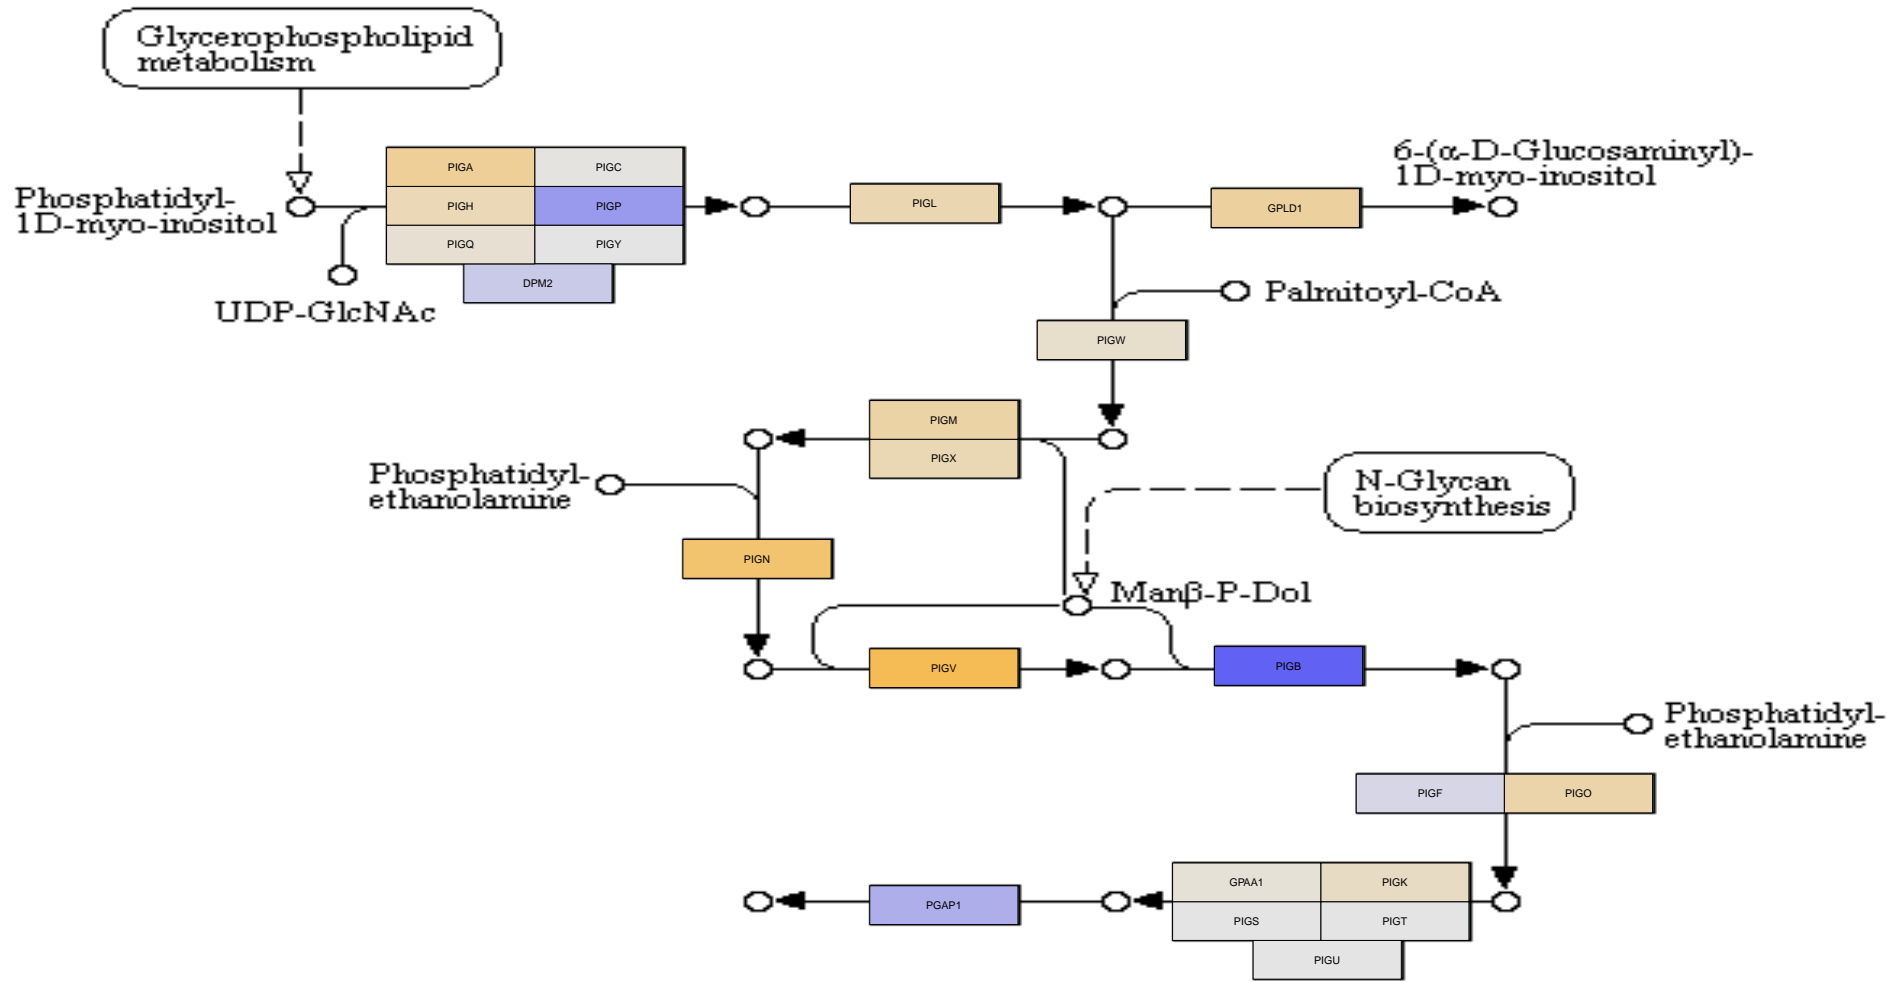 Glycerophospholipid
metabolism
PIGA
PIGC
6-(α-D-Glucosaminyl)-
1D-myo-inositol
Phosphatidyl-
1D-myo-inositol
PIGH
PIGP
PIGL
GPLD1
PIGQ
PIGY
DPM2
UDP-GlcNAc
Palmitoyl-CoA
PIGW
PIGM
PIGX
Phosphatidyl-
ethanolamine
N-Glycan
biosynthesis
PIGN
Manβ-P-Dol
PIGV
PIGB
Phosphatidyl-
ethanolamine
PIGF
PIGO
GPAA1
PIGK
PGAP1
PIGS
PIGT
PIGU